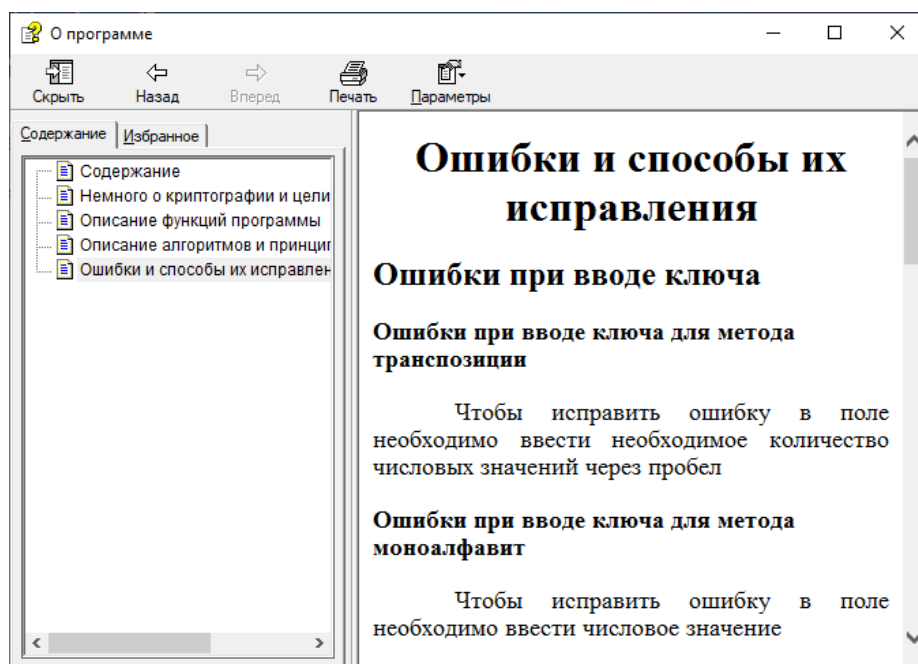 О программе
Скрыть
Назад
Вперед
Печать
Параметры
Содержание
Избранное
Содержание
Немного о криптографии и цели
Описание функций программы
Описание алгоритмов и принцип
Ошибки и способы их исправлен
Ошибки и способы их
исправления
Ошибки при вводе ключа
Ошибки при вводе ключа для метода
транспозиции
Чтобы исправить ошибку в поле
необходимо ввести необходимое количество
числовых значений через пробел
Ошибки при вводе ключа для метода
моноалфавит
Чтобы исправить ошибку в поле
необходимо ввести числовое значение